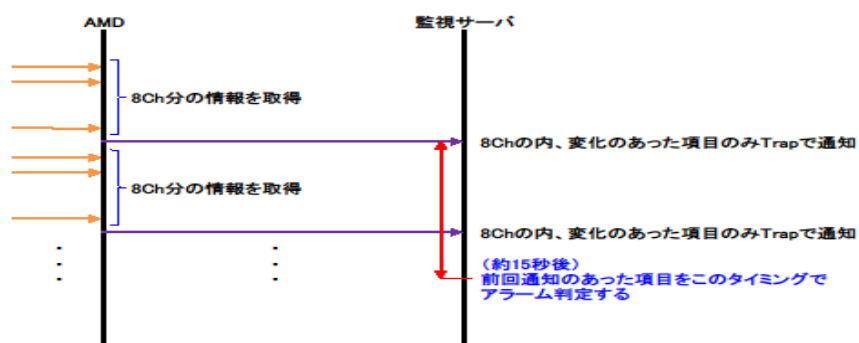 AMD
監視サーバ
8Ch分の情報を取得
8Chの内、変化のあった項目のみTrapで通知
8Ch分の情報を取得
8Chの内、変化のあった項目のみTrapで通知
(約15秒後)
前回通知のあった項目をこのタイミングで
アラーム判定する